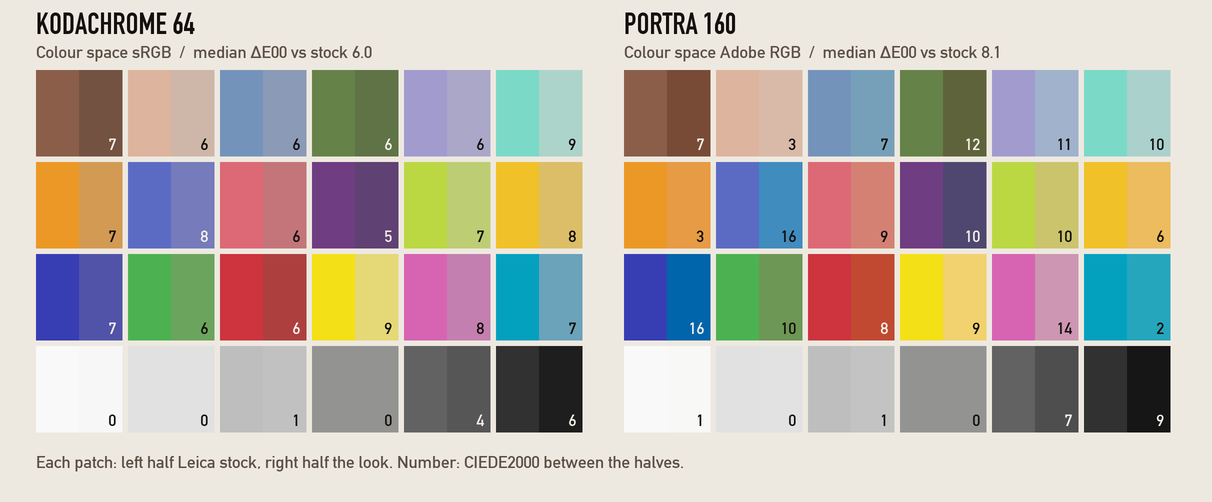 KODACHROME 64
Colour space sRGB / median ΔE00 vs stock 6.0
7 6 6 6 6 9
7 8 6 5 7 8
7 6 6 9 8 7
0 0 1 0 4 6
PORTRA 160
Colour space Adobe RGB / median ΔE00 vs stock 8.1
7 3 7 12 11 10
3 16 9 10 10 6
16 10 8 9 14 2
1 0 1 0 7 9
Each patch: left half Leica stock, right half the look. Number: CIEDE2000 between the halves.